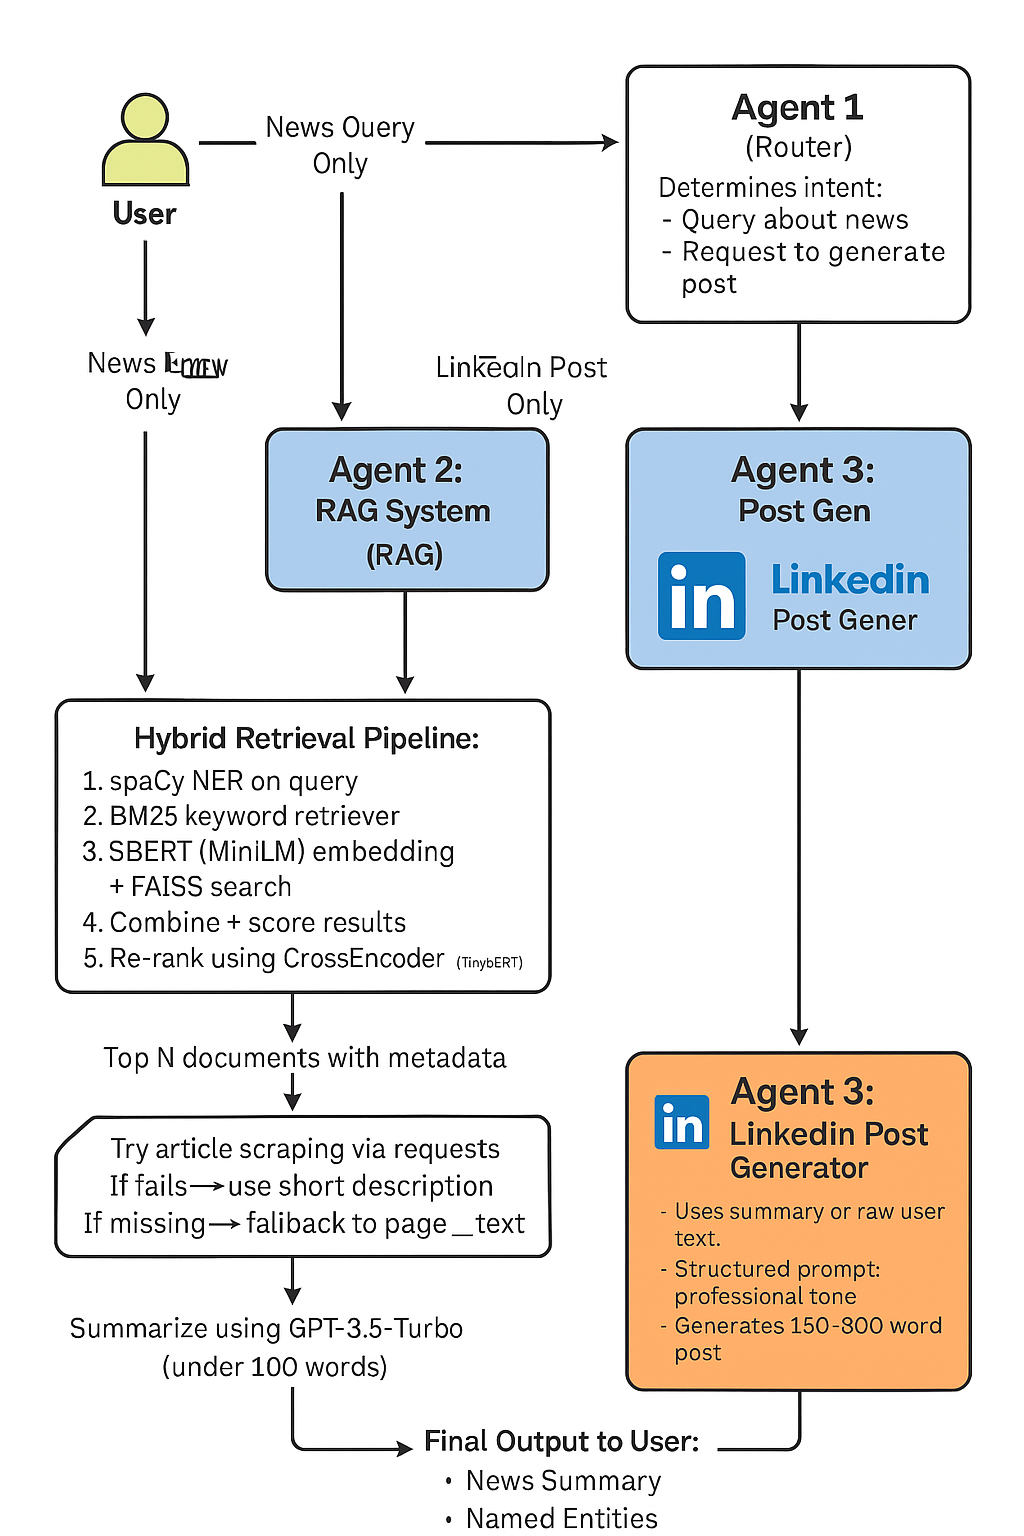 User
News Ouery
Only
Agent 1
(Router)
Determines intent:
- Query about news
- Request to generate
post
News
Only
LinkeaIn Post
Only
Agent 2:
RAG System
(RAG)
Agent 3:
Post Gen
in
Linkedin
Post Gener
Hybrid Retrieval Pipeline:
1. spaCy NER on query
2. BM25 keyword retriever
3. SBERT (MiniLM) embedding
+ FAISS search
4. Combine + score results
5. Re-rank using CrossEncoder (TinybERT)
Top N documents with metadata
Try article scraping via requests
If fails→use short description
If missing→faliback to page_text
Summarize using GPT-3.5-Turbo
(under 100 words)
in
Agent 3:
Linkedin Post
Generator
- Uses summary or raw user
text.
- Structured prompt:
professional tone
- Generates 150-800 word
post
Final Output to User:
• News Summary
• Named Entities